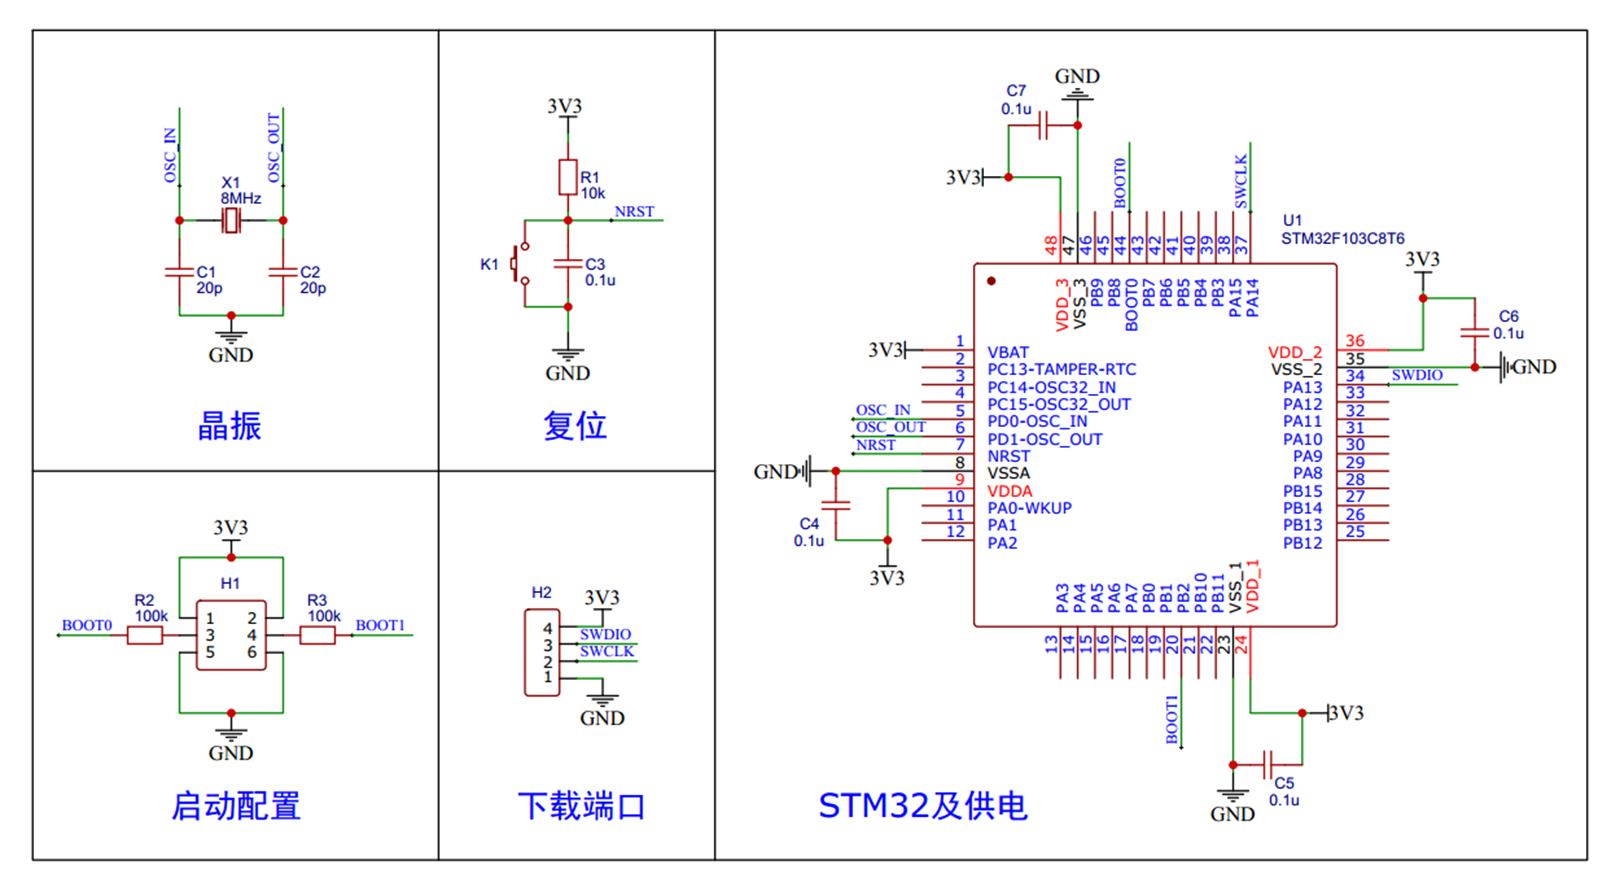 OSC_IN
OSC_OUT
X1
8MHz
C1
20p
C2
20p
GND
晶振
3V3
R1
10k
NRST
K1
C3
0.1u
GND
复位
3V3
H1
R2
100k
R3
100k
BOOT0
BOOT1
1 2
3 4
5 6
GND
启动配置
H2
3V3
4
SWDIO
3
SWCLK
2
1
GND
下载端口
GND
C7
0.1u
3V3
BOOT0
SWCLK
U1
STM32F103C8T6
48 47 46 45 44 43 42 41 40 39 38 37
VDD_3 VSS_3 PB9 PB8 BOOT0 PB7 PB6 PB5 PB4 PB3 PA15 PA14
3V3
1 VBAT
2 PC13-TAMPER-RTC
3 PC14-OSC32_IN
4 PC15-OSC32_OUT
OSC_IN 5 PD0-OSC_IN
OSC_OUT 6 PD1-OSC_OUT
NRST 7 NRST
GND 8 VSSA
9 VDDA
10 PA0-WKUP
11 PA1
12 PA2
C4
0.1u
3V3
3V3
C6
0.1u
VDD_2 36
VSS_2 35
GND
PA13 34 SWDIO
PA12 33
PA11 32
PA10 31
PA9 30
PA8 29
PB15 28
PB14 27
PB13 26
PB12 25
PA3 PA4 PA5 PA6 PA7 PB0 PB1 PB2 PB10 PB11 VSS_1 VDD_1
13 14 15 16 17 18 19 20 21 22 23 24
BOOT1
3V3
C5
0.1u
GND
STM32及供电